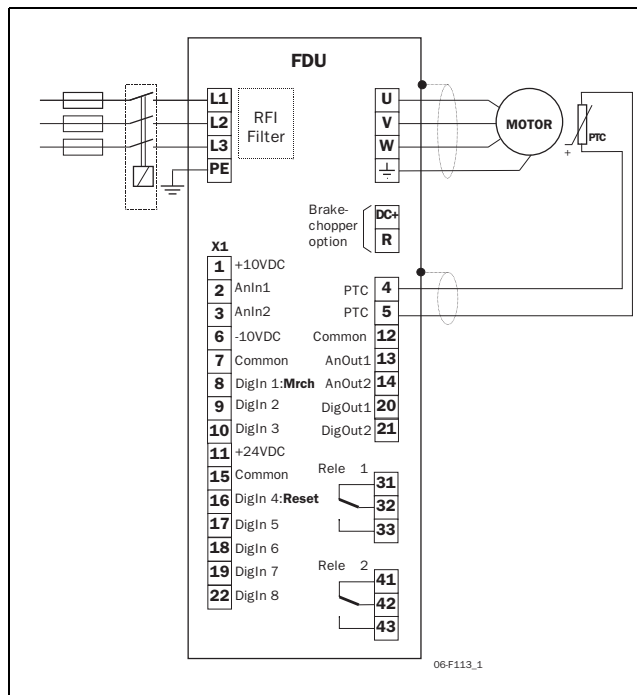 FDU
L1
L2
L3
PE
RFI
Filter
U
V
W
MOTOR
PTC
+
Brake-
chopper
option
DC+
R
X1
1 +10VDC
2 AnIn1
3 AnIn2
6 -10VDC
7 Common
8 DigIn 1:Mrch
9 DigIn 2
10 DigIn 3
11 +24VDC
15 Common
16 DigIn 4:Reset
17 DigIn 5
18 DigIn 6
19 DigIn 7
22 DigIn 8
PTC 4
PTC 5
Common 12
AnOut1 13
AnOut2 14
DigOut1 20
DigOut2 21
Rele 1
31
32
33
Rele 2
41
42
43
06-F113_1